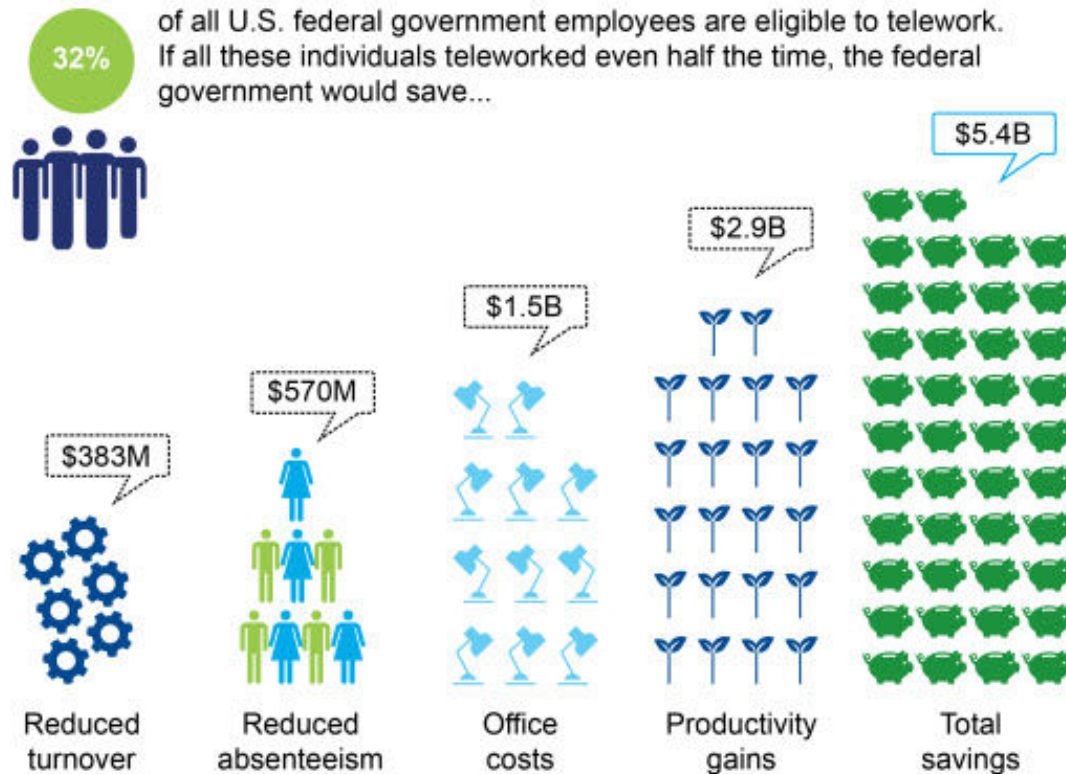 32%
of all U.S. federal government employees are eligible to telework.
If all these individuals teleworked even half the time, the federal
government would save...
$383M
$570M
$1.5B
$2.9B
$5.4B
Reduced
turnover
Reduced
absenteeism
Office
costs
Productivity
gains
Total
savings